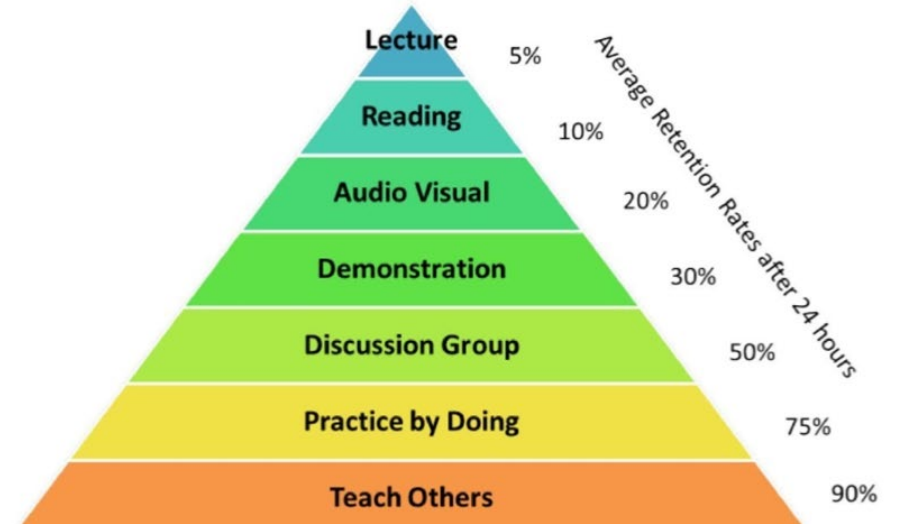 Lecture
5%
Reading
10%
Audio Visual
20%
Demonstration
30%
Discussion Group
50%
Practice by Doing
75%
Teach Others
90%
Average Retention Rates after 24 hours